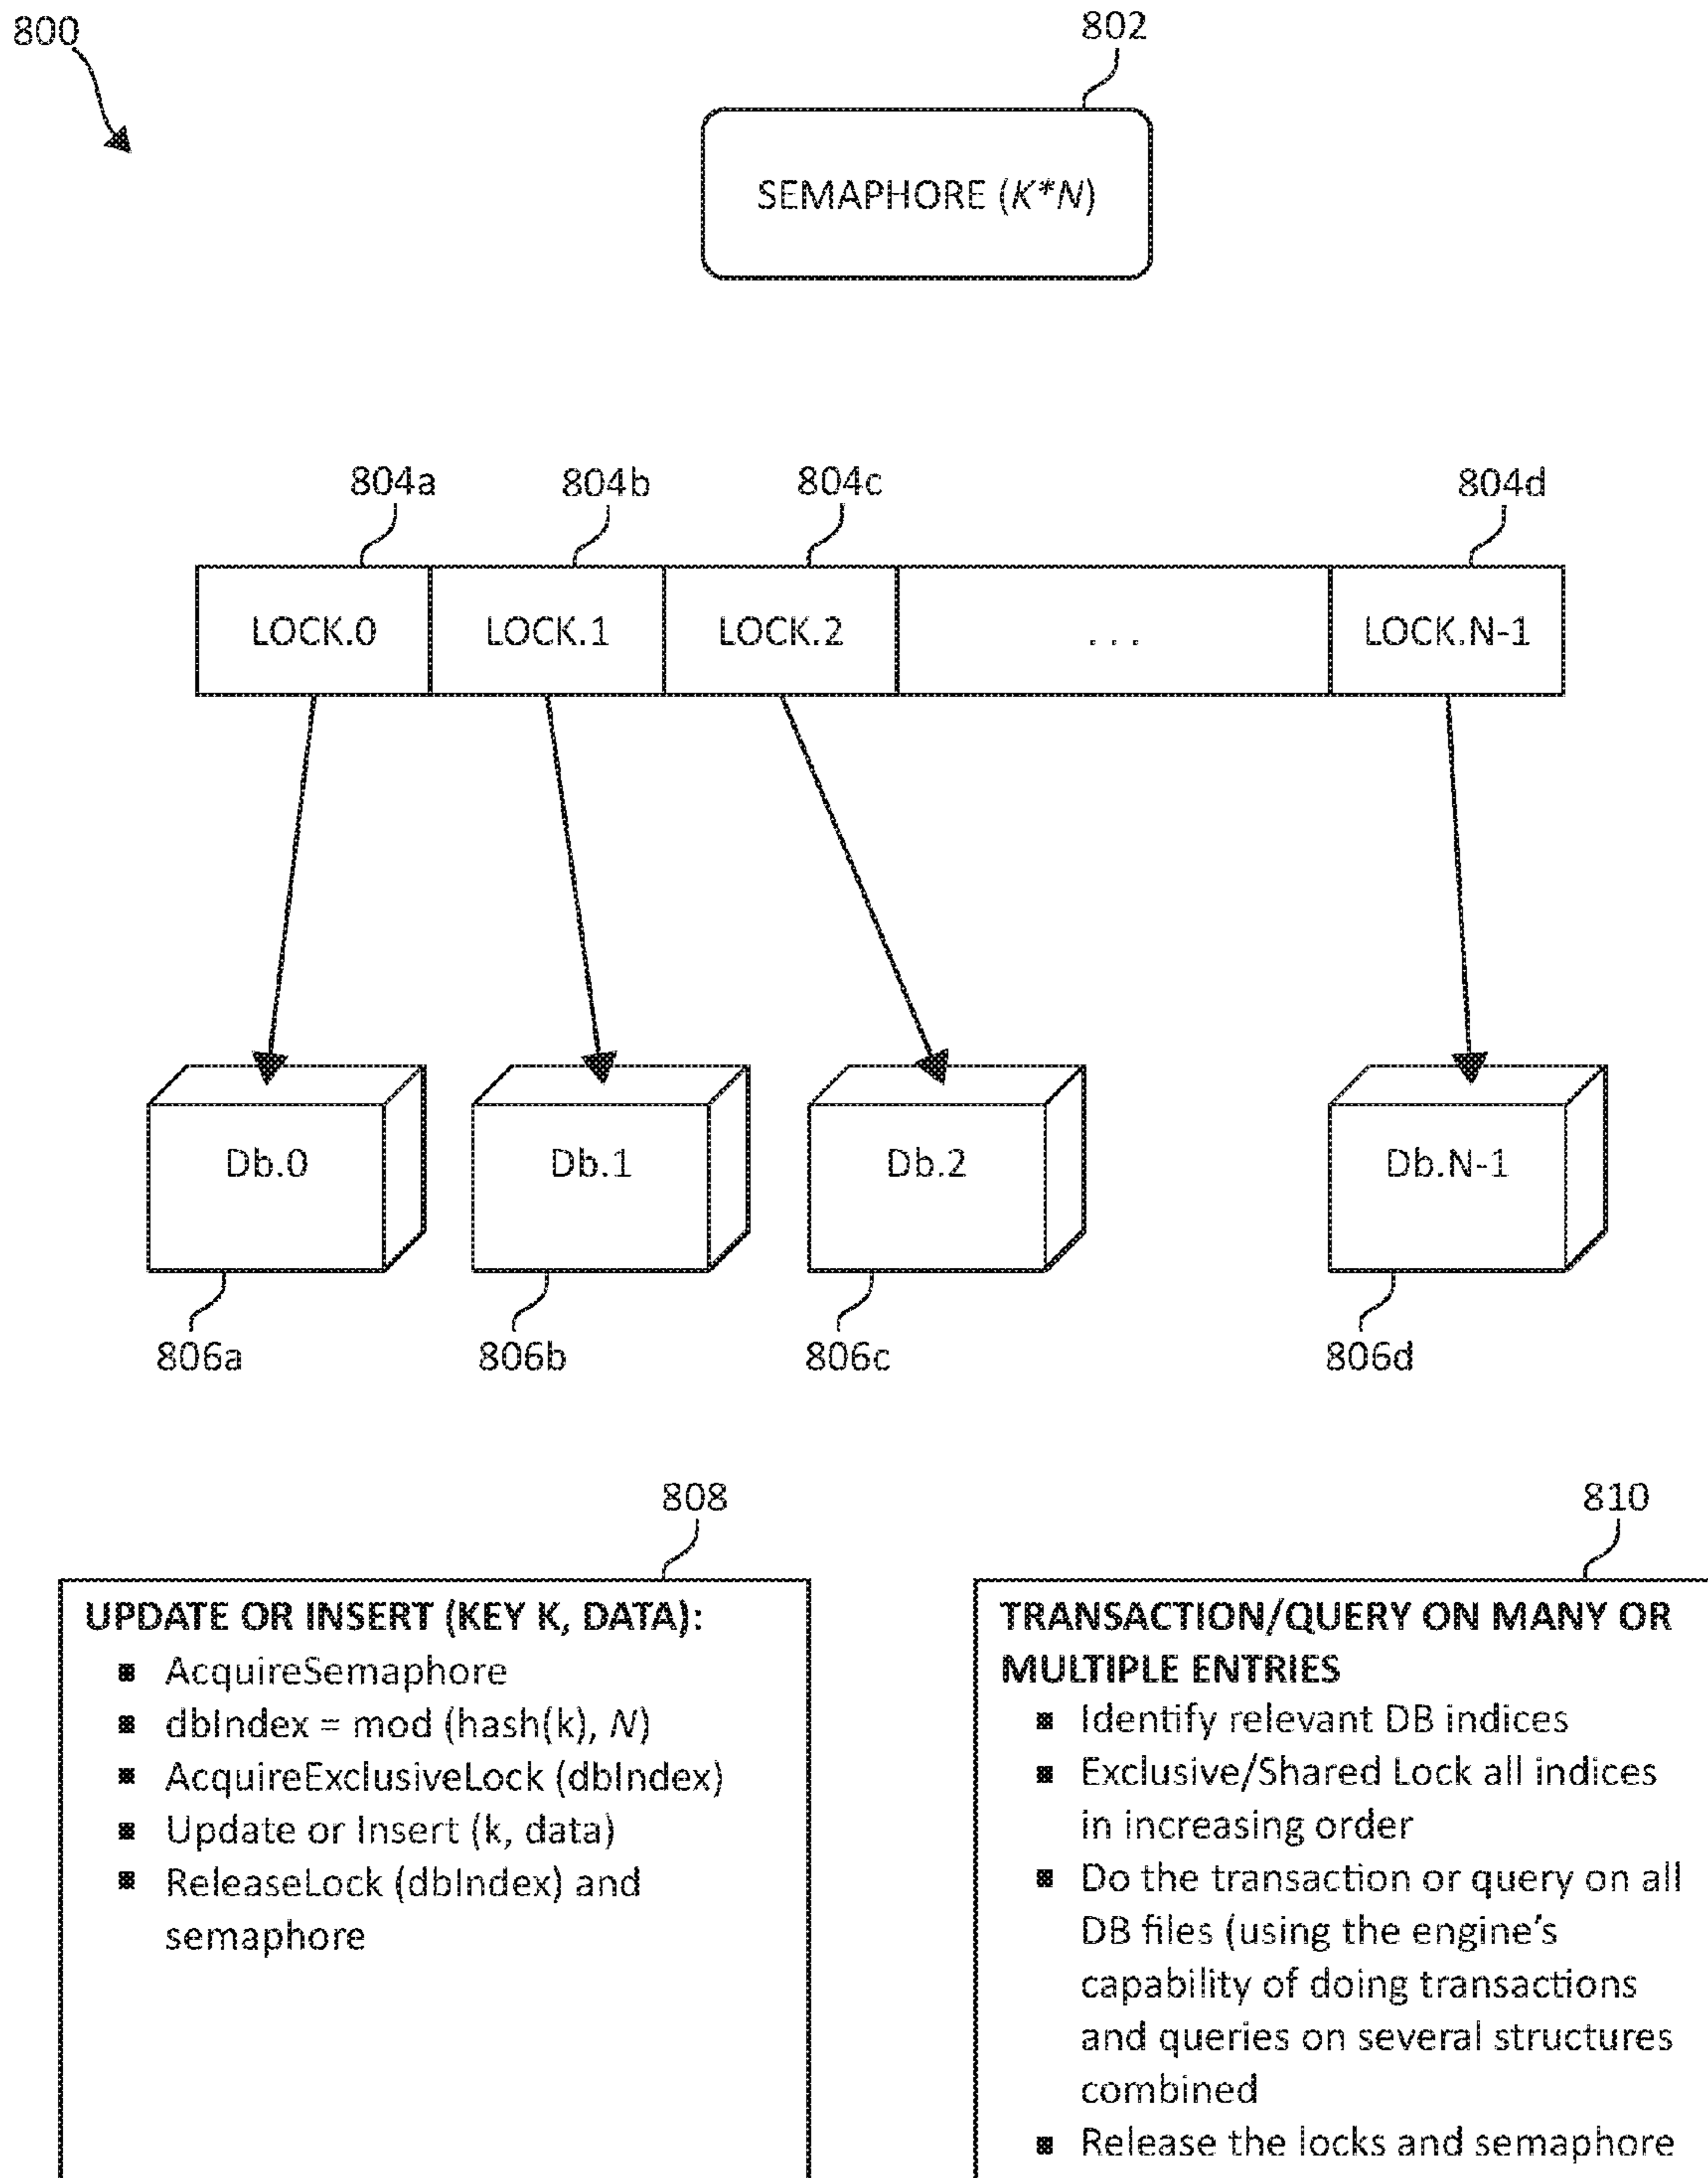 800
802
SEMAPHORE (K*N)
804a
804b
804c
804d
LOCK.0
LOCK.1
LOCK.2
...
LOCK.N-1
Db.0
Db.1
Db.2
Db.N-1
806a
806b
806c
806d
808
UPDATE OR INSERT (KEY K, DATA):
▪ AcquireSemaphore
▪ dbIndex = mod (hash(k), N)
▪ AcquireExclusiveLock (dbIndex)
▪ Update or Insert (k, data)
▪ ReleaseLock (dbIndex) and
semaphore
810
TRANSACTION/QUERY ON MANY OR
MULTIPLE ENTRIES
▪ Identify relevant DB indices
▪ Exclusive/Shared Lock all indices
in increasing order
▪ Do the transaction or query on all
DB files (using the engine's
capability of doing transactions
and queries on several structures
combined
▪ Release the locks and semaphore